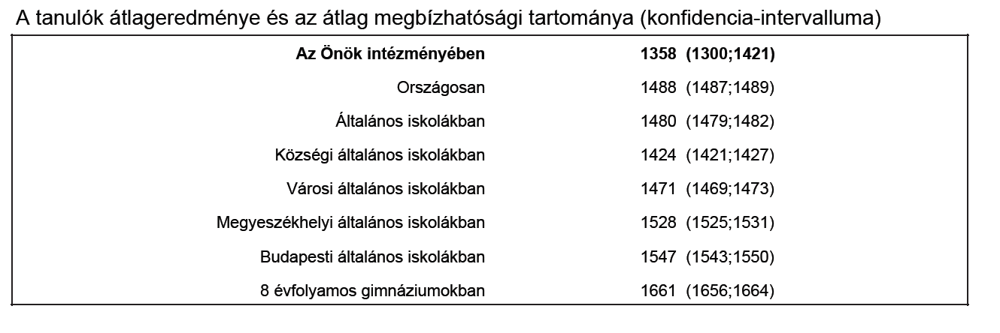 A tanulók átlageredménye és az átlag megbízhatósági tartománya (konfidencia-intervalluma)
Az Önök intézményében 1358 (1300;1421)
Országosan 1488 (1487;1489)
Általános iskolákban 1480 (1479;1482)
Községi általános iskolákban 1424 (1421;1427)
Városi általános iskolákban 1471 (1469;1473)
Megyeszékhelyi általános iskolákban 1528 (1525;1531)
Budapesti általános iskolákban 1547 (1543;1550)
8 évfolyamos gimnáziumokban 1661 (1656;1664)